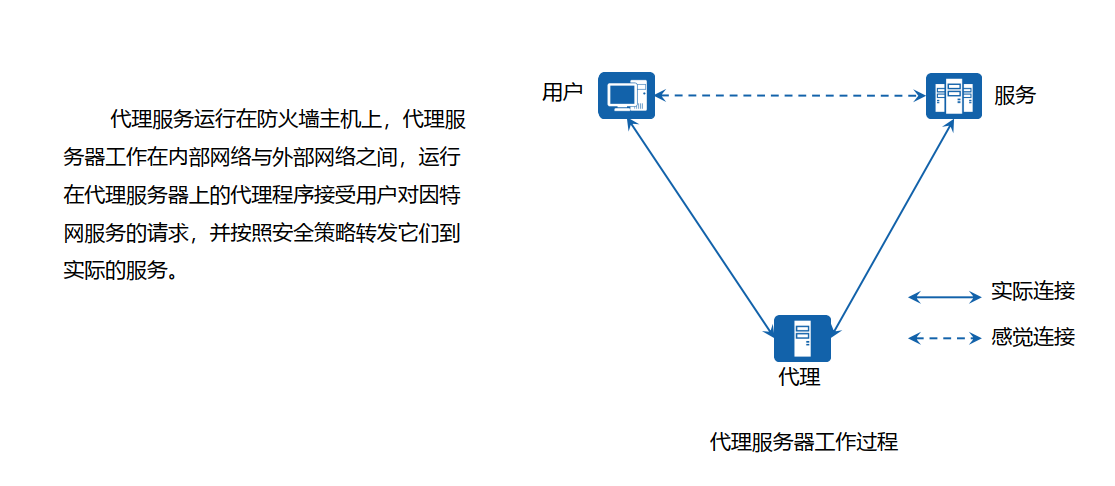 代理服务运行在防火墙主机上，代理服
务器工作在内部网络与外部网络之间，运行
在代理服务器上的代理程序接受用户对因特
网服务的请求，并按照安全策略转发它们到
实际的服务。
用户
服务
实际连接
感觉连接
代理
代理服务器工作过程